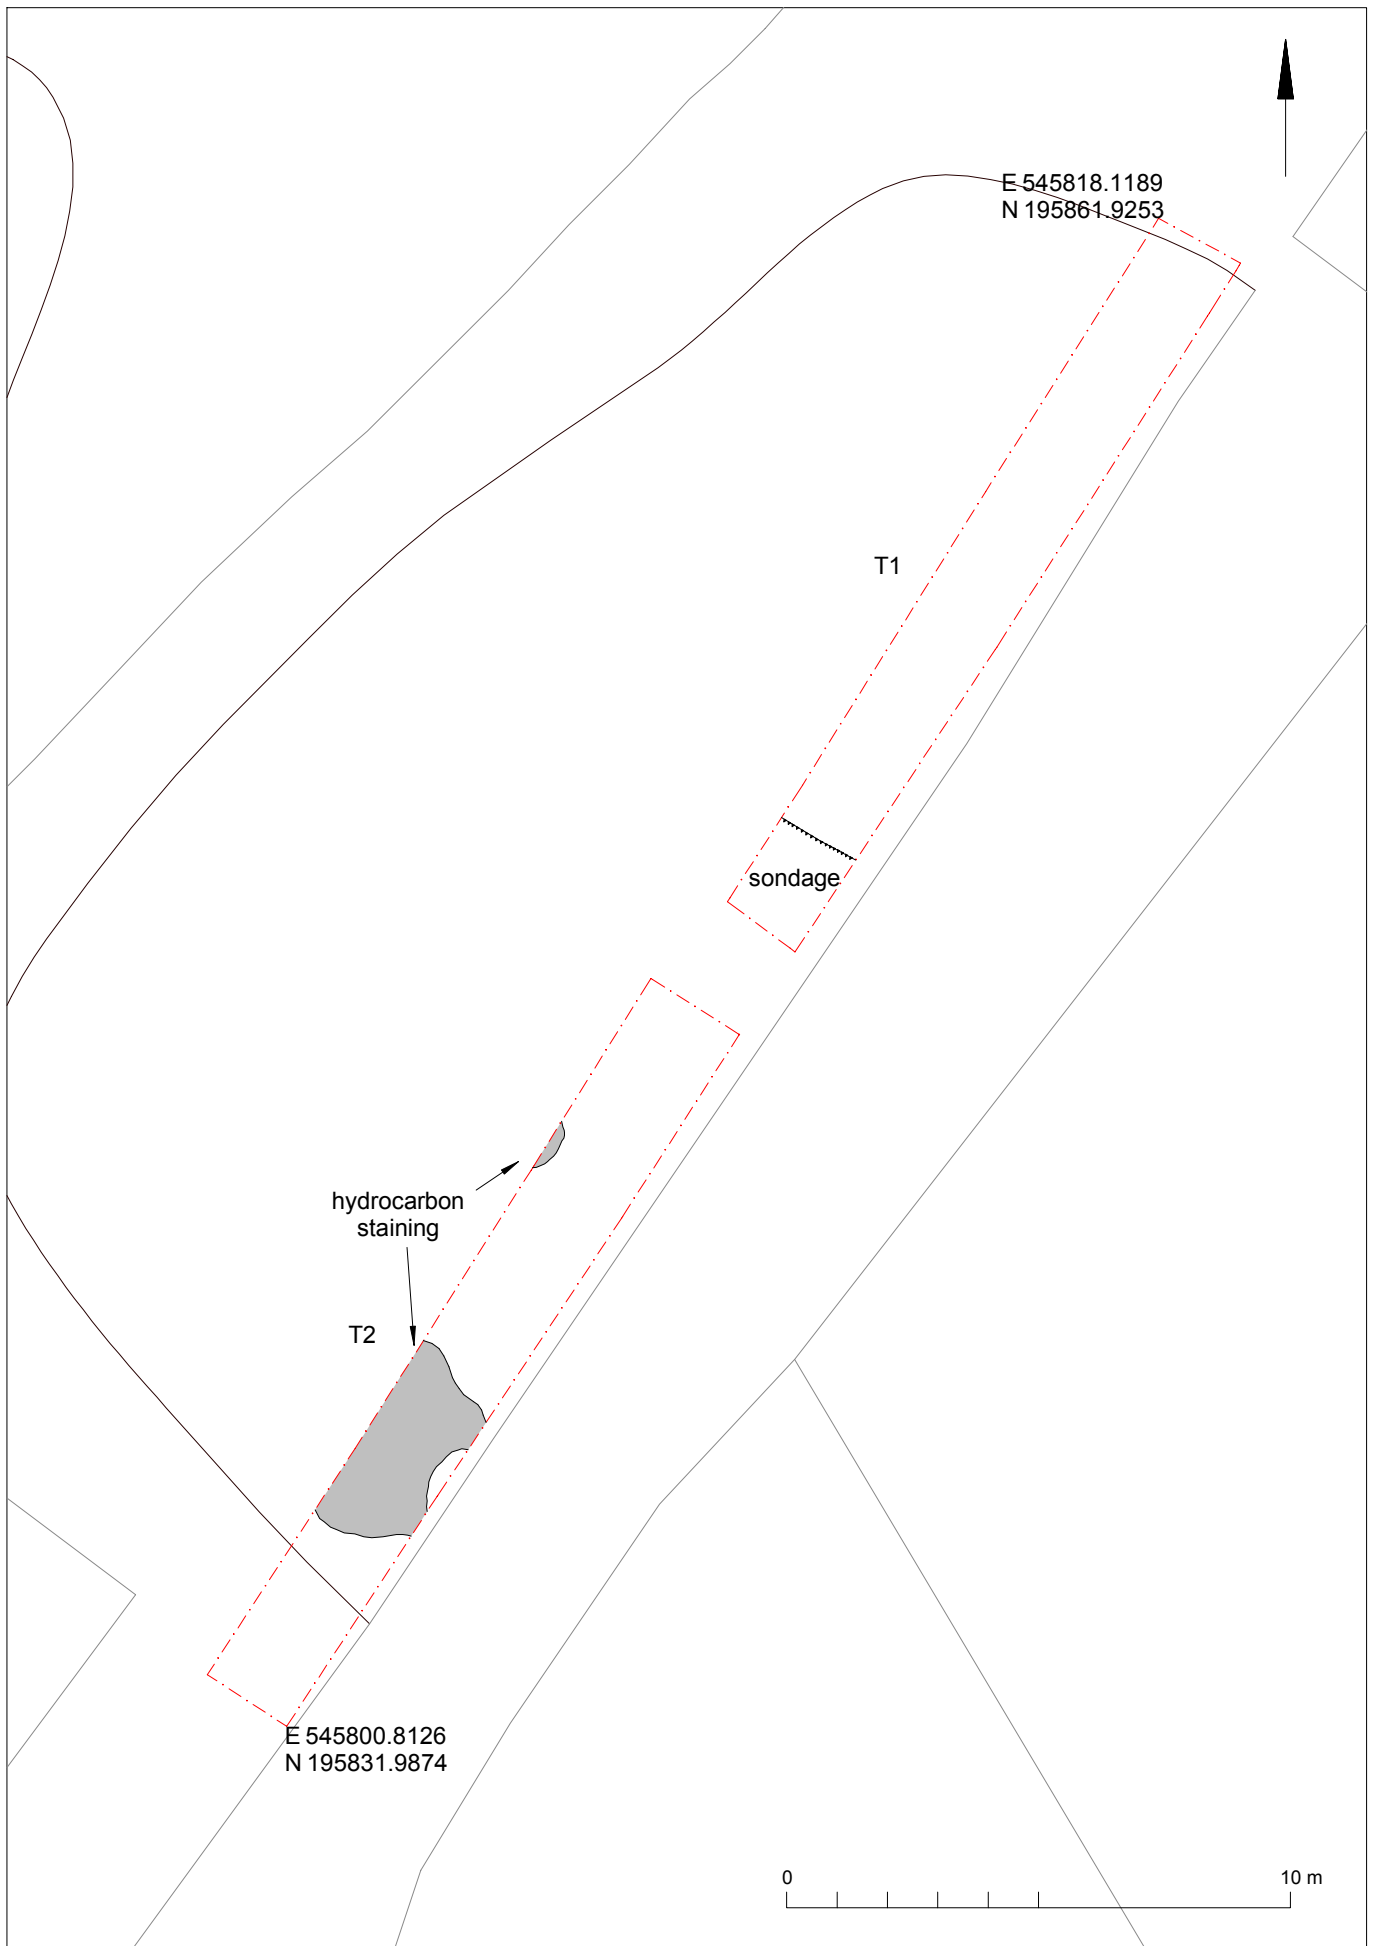 E 545818.1189
N 195861.9253
T1
sondage
hydrocarbon
staining
T2
E 545800.8126
N 195831.9874
0
10 m